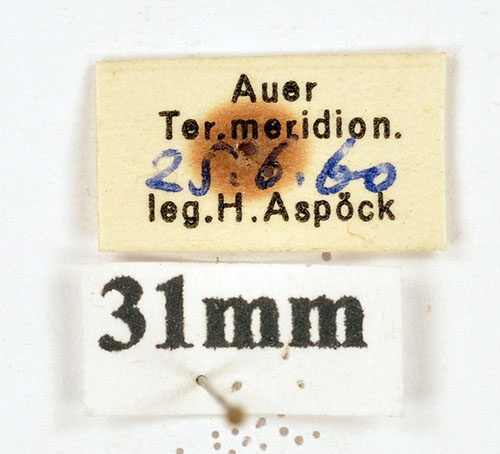 Auer
Ter.meridion.
25.6.60
leg.H.Aspöck
31mm